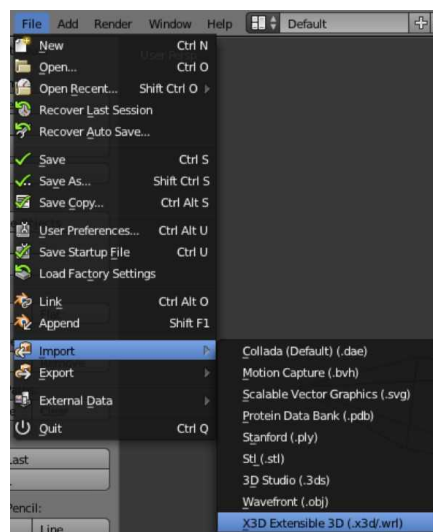 File Add Render Window Help Default
New Ctrl N
User Persp
Open... Ctrl O
Open Recent... Shift Ctrl O
Recover Last Session
Recover Auto Save...
Save Ctrl S
Save As... Shift Ctrl S
Save Copy... Ctrl Alt S
User Preferences... Ctrl Alt U
Save Startup File Ctrl U
Load Factory Settings
Link Ctrl Alt O
Append Shift F1
Import
Export
External Data
Quit Ctrl Q
Collada (Default) (.dae)
Motion Capture (.bvh)
Scalable Vector Graphics (.svg)
Protein Data Bank (.pdb)
Stanford (.ply)
Stl (.stl)
3D Studio (.3ds)
Wavefront (.obj)
X3D Extensible 3D (.x3d/.wrl)
Last
Pencil:
Line